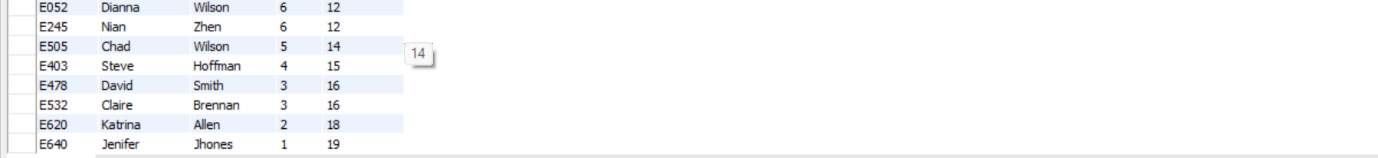 E052 Dianna Wilson 6 12
E245 Nian Zhen 6 12
E505 Chad Wilson 5 14
14
E403 Steve Hoffman 4 15
E478 David Smith 3 16
E532 Claire Brennan 3 16
E620 Katrina Allen 2 18
E640 Jenifer Jhones 1 19